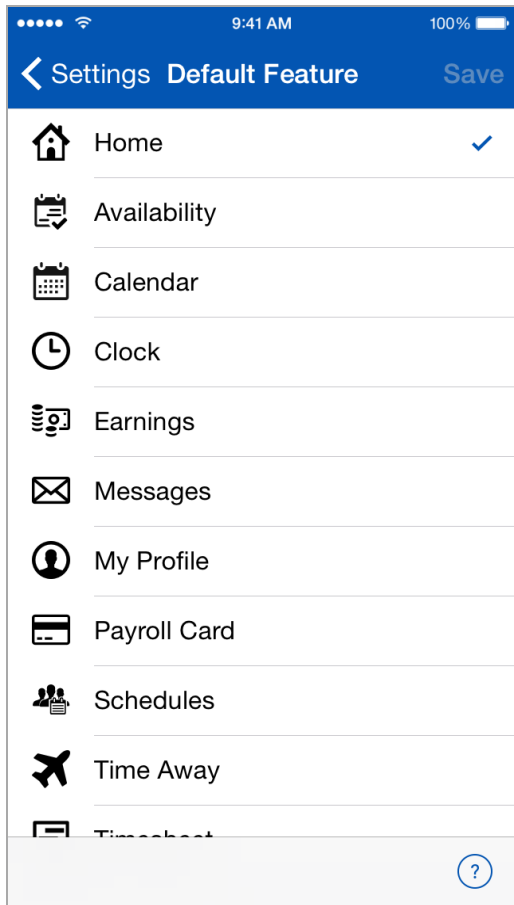 9:41 AM 100%
Settings Default Feature Save
Home
Availability
Calendar
Clock
Earnings
Messages
My Profile
Payroll Card
Schedules
Time Away
Timesheet
?